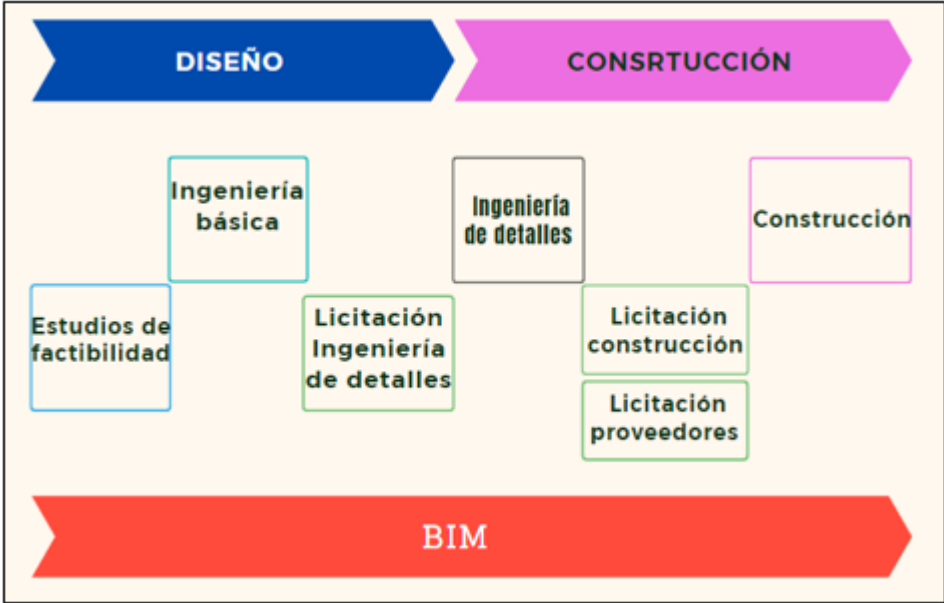 DISEÑO
CONSRTUCCIÓN
Ingeniería
básica
Ingeniería
de detalles
Construcción
Estudios de
factibilidad
Licitación
Ingeniería
de detalles
Licitación
construcción
Licitación
proveedores
BIM